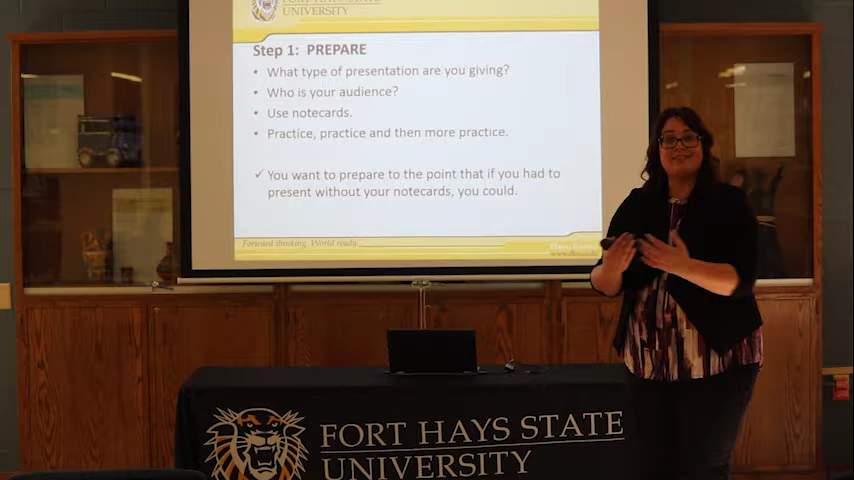 FORT HAYS STATE
UNIVERSITY
Step 1: PREPARE
• What type of presentation are you giving?
• Who is your audience?
• Use notecards.
• Practice, practice and then more practice.
✓ You want to prepare to the point that if you had to
present without your notecards, you could.
Forward thinking. World ready.
FORT HAYS STATE
UNIVERSITY